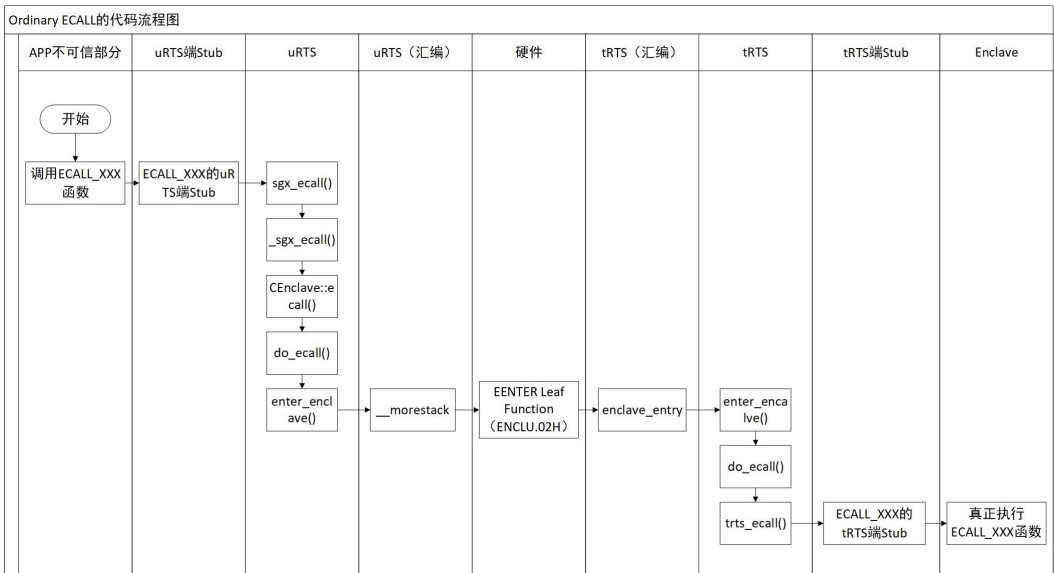 Ordinary ECALL的代码流程图
APP不可信部分
uRTS端Stub
uRTS
uRTS（汇编）
硬件
tRTS（汇编）
tRTS
tRTS端Stub
Enclave
开始
调用ECALL_XXX
函数
ECALL_XXX的uR
TS端Stub
sgx_ecall()
_sgx_ecall()
CEnclave::e
call()
do_ecall()
enter_encl
ave()
__morestack
EENTER Leaf
Function
（ENCLU.02H）
enclave_entry
enter_enca
lve()
do_ecall()
trts_ecall()
ECALL_XXX的
tRTS端Stub
真正执行
ECALL_XXX函数